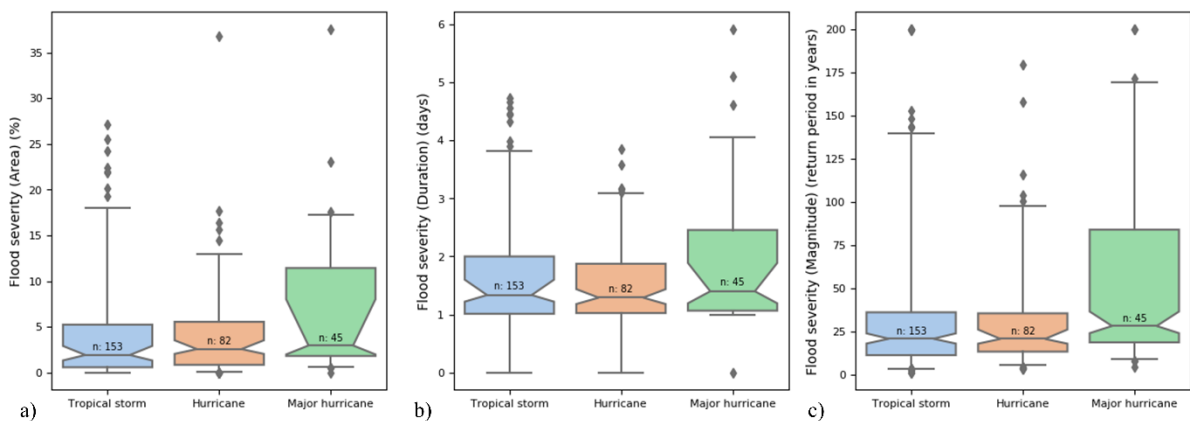 Flood severity (Area) (%)
35
30
25
20
15
10
5
0
n: 153
n: 82
n: 45
Tropical storm
Hurricane
Major hurricane
a)
Flood severity (Duration) (days)
6
5
4
3
2
1
0
n: 153
n: 82
n: 45
Tropical storm
Hurricane
Major hurricane
b)
Flood severity (Magnitude) (return period in years)
200
175
150
125
100
75
50
25
0
n: 153
n: 82
n: 45
Tropical storm
Hurricane
Major hurricane
c)